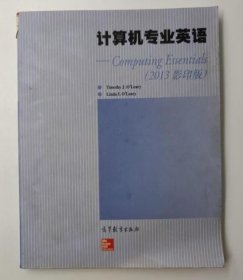 计算机专业英语
——Computing Essentials
(2013 影印版)
Timothy J. O'Leary
Linda I. O'Leary
高等教育出版社